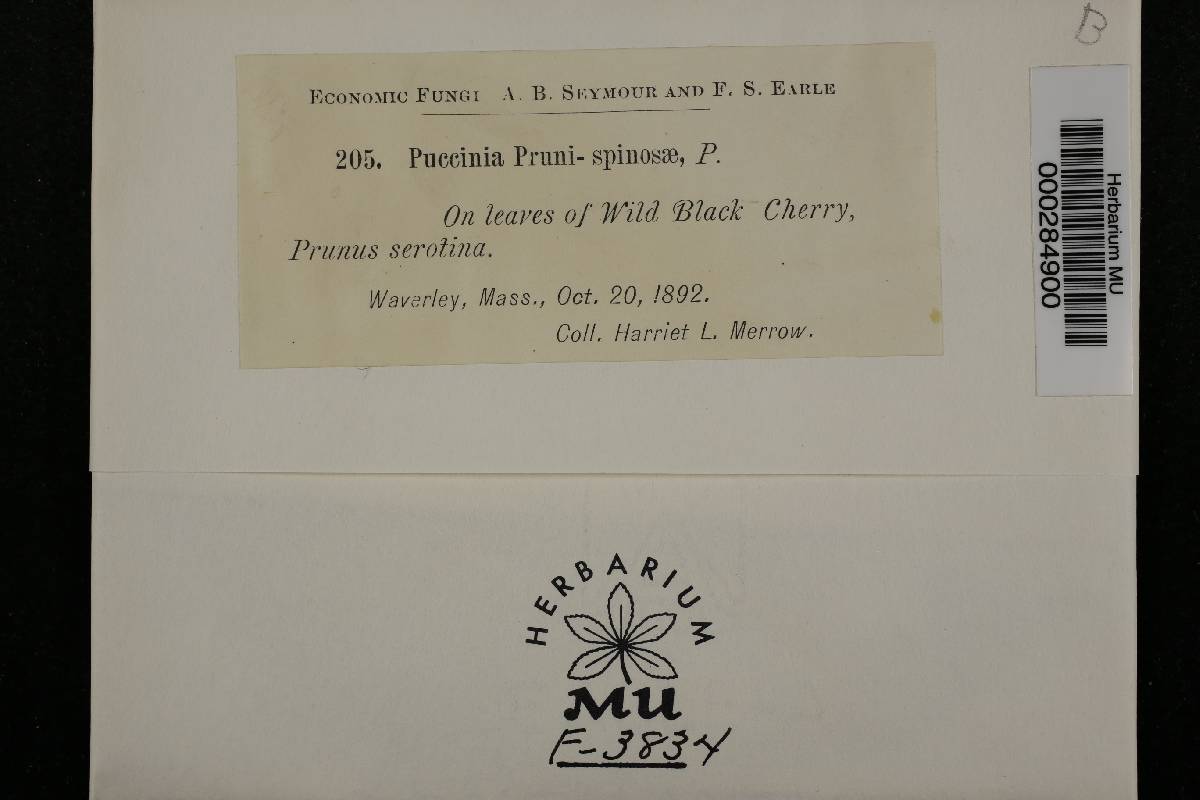 B
ECONOMIC FUNGI A. B. SEYMOUR AND F. S. EARLE
205. Puccinia Pruni-spinosæ, P.
On leaves of Wild Black Cherry,
Prunus serotina.
Waverley, Mass., Oct. 20, 1892.
Coll. Harriet L. Merrow.
Herbarium MU
000284900
HERBARIUM
MU
F-3834